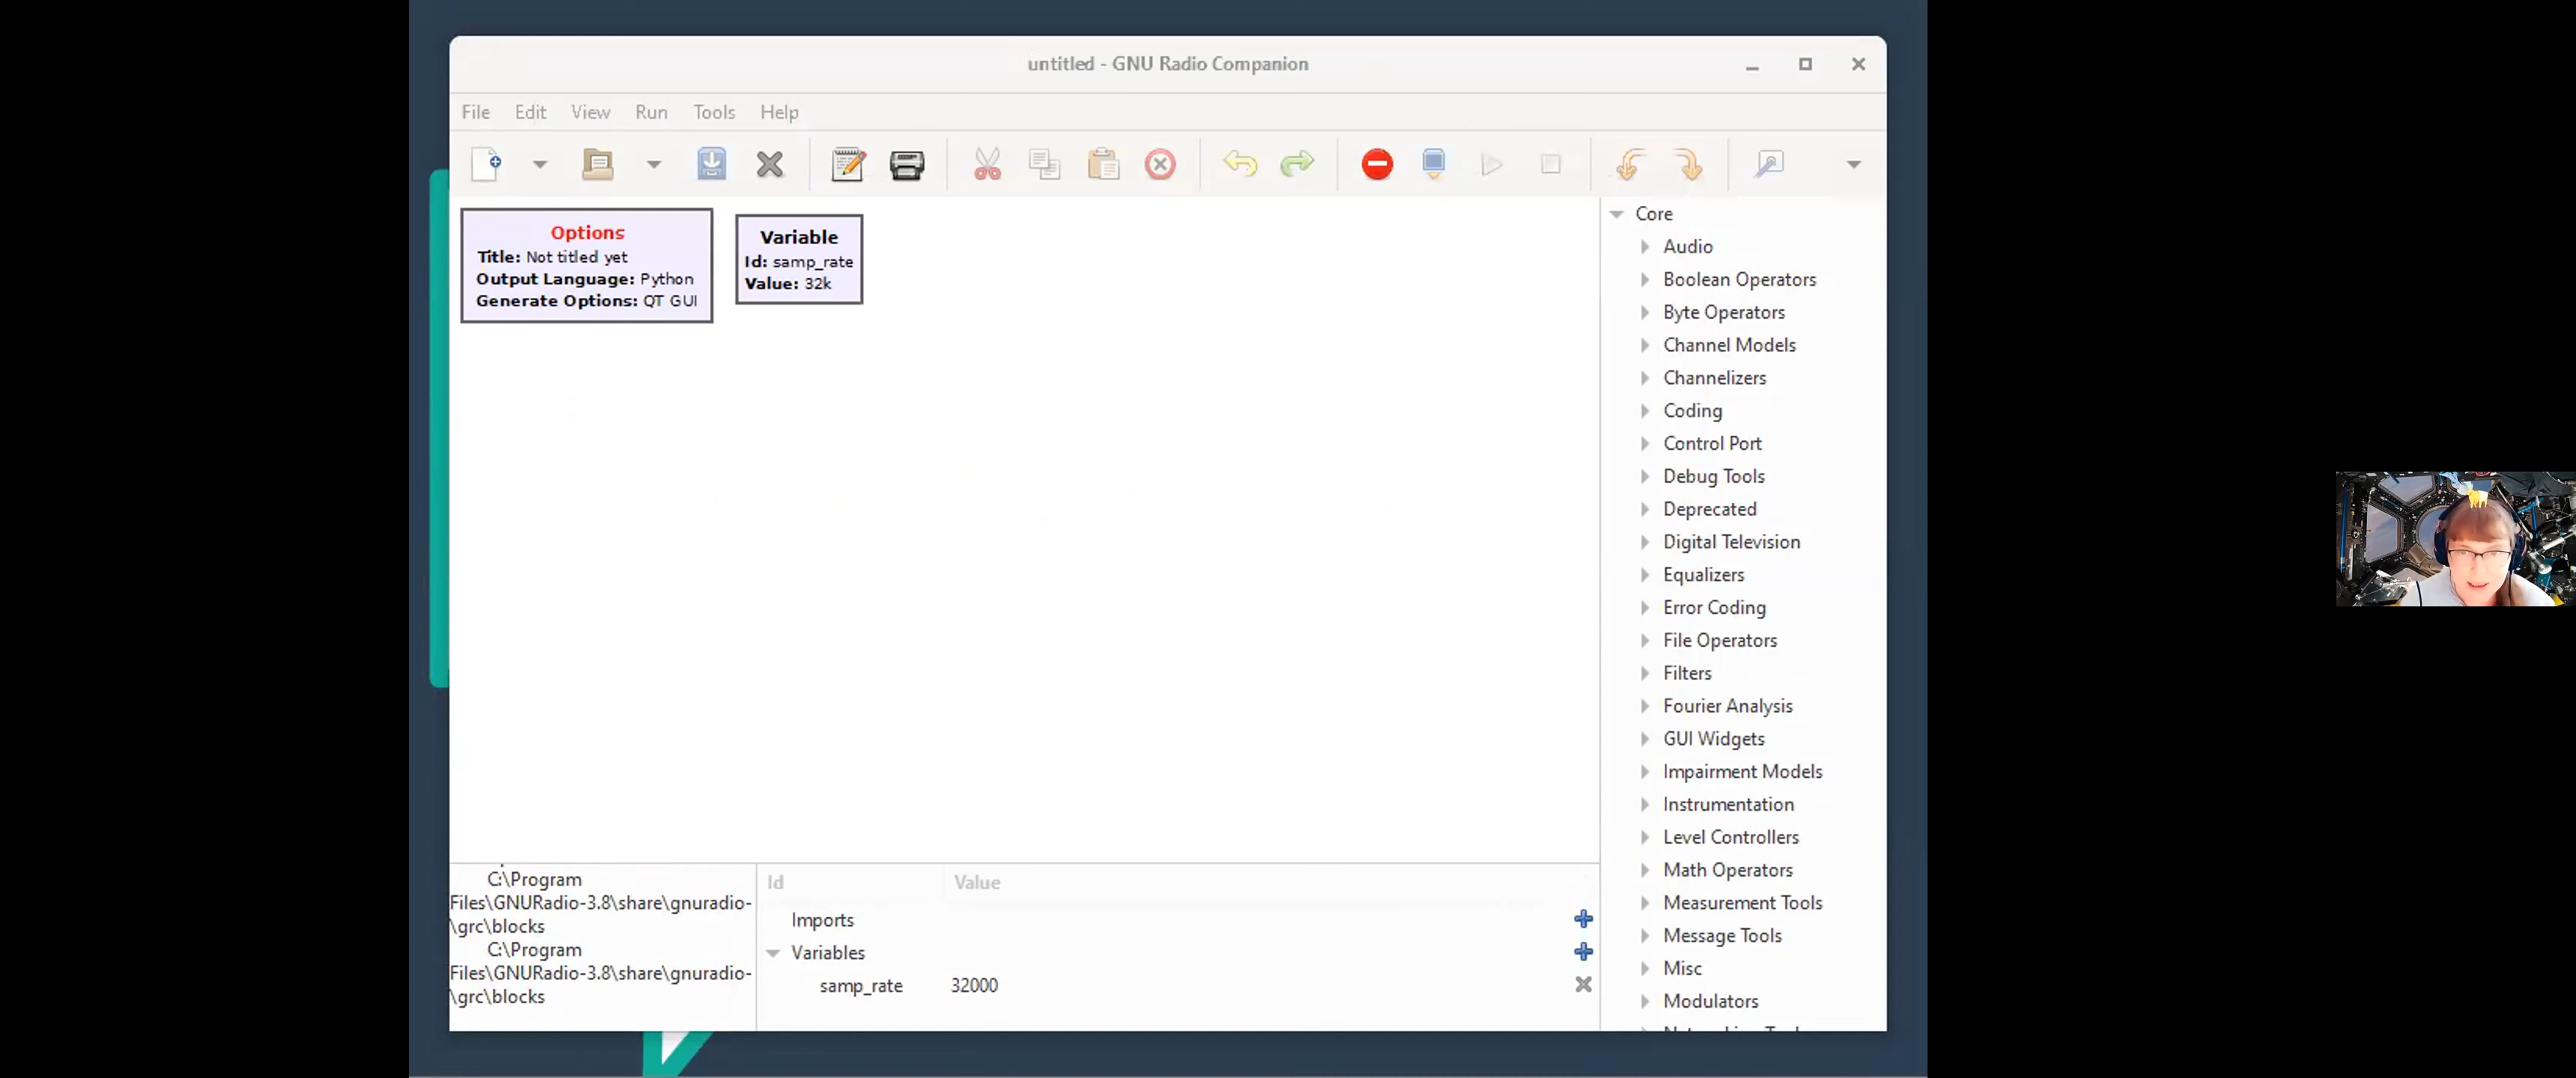 untitled - GNU Radio Companion
File Edit View Run Tools Help
Options
Title: Not titled yet
Output Language: Python
Generate Options: QT GUI
Variable
Id: samp_rate
Value: 32k
Core
Audio
Boolean Operators
Byte Operators
Channel Models
Channelizers
Coding
Control Port
Debug Tools
Deprecated
Digital Television
Equalizers
Error Coding
File Operators
Filters
Fourier Analysis
GUI Widgets
Impairment Models
Instrumentation
Level Controllers
Math Operators
Measurement Tools
Message Tools
Misc
Modulators
C:\Program
Files\GNURadio-3.8\share\gnuradio-
\grc\blocks
C:\Program
Files\GNURadio-3.8\share\gnuradio-
\grc\blocks
Id Value
Imports
Variables
samp_rate 32000